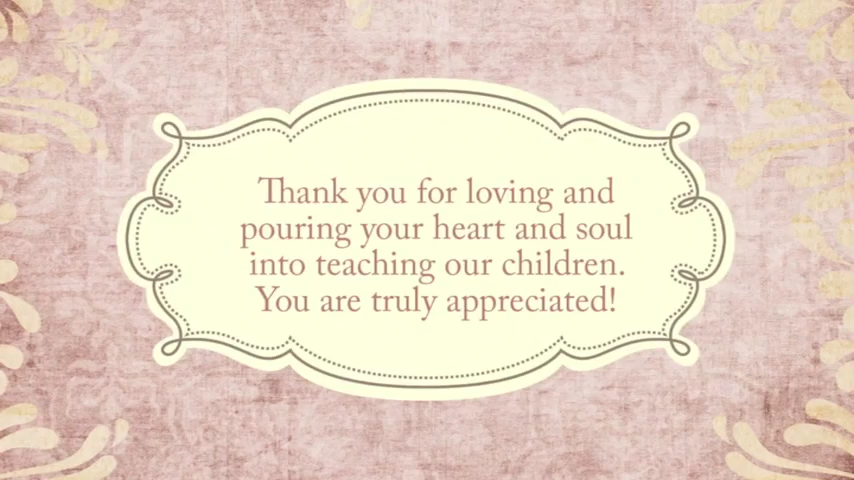 Thank you for loving and
pouring your heart and soul
into teaching our children.
You are truly appreciated!